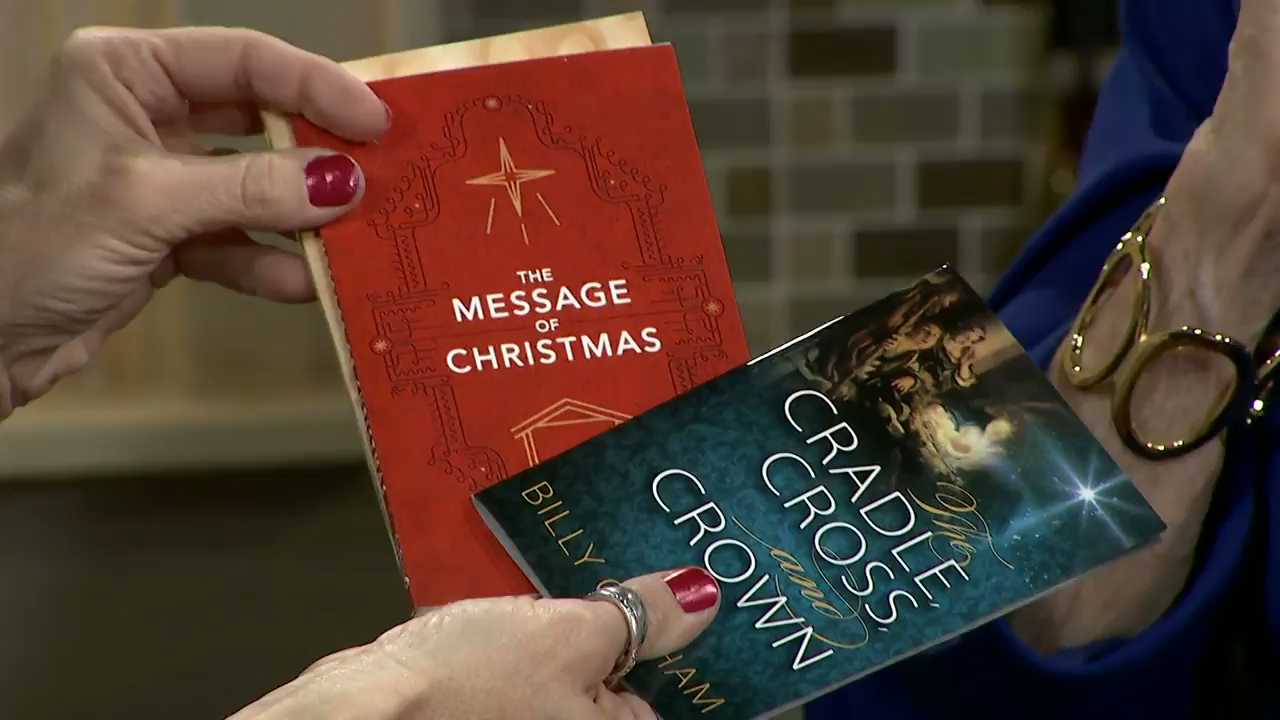 THE
MESSAGE
OF
CHRISTMAS
The
CRADLE,
CROSS,
and
CROWN
BILLY G HAM